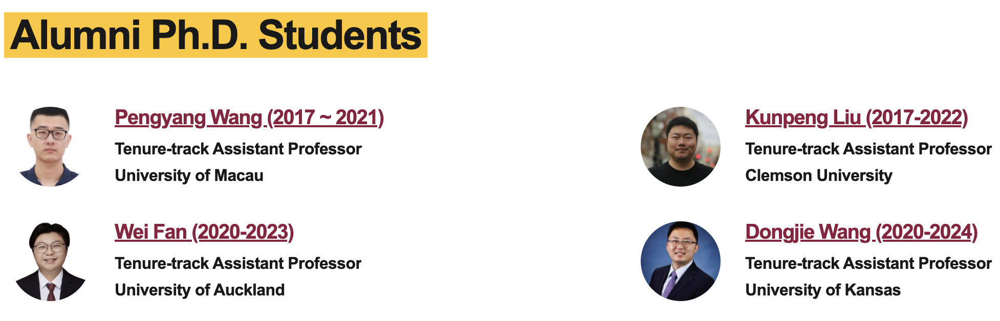 Alumni Ph.D. Students
Pengyang Wang (2017 ~ 2021)
Tenure-track Assistant Professor
University of Macau
Kunpeng Liu (2017-2022)
Tenure-track Assistant Professor
Clemson University
Wei Fan (2020-2023)
Tenure-track Assistant Professor
University of Auckland
Dongjie Wang (2020-2024)
Tenure-track Assistant Professor
University of Kansas